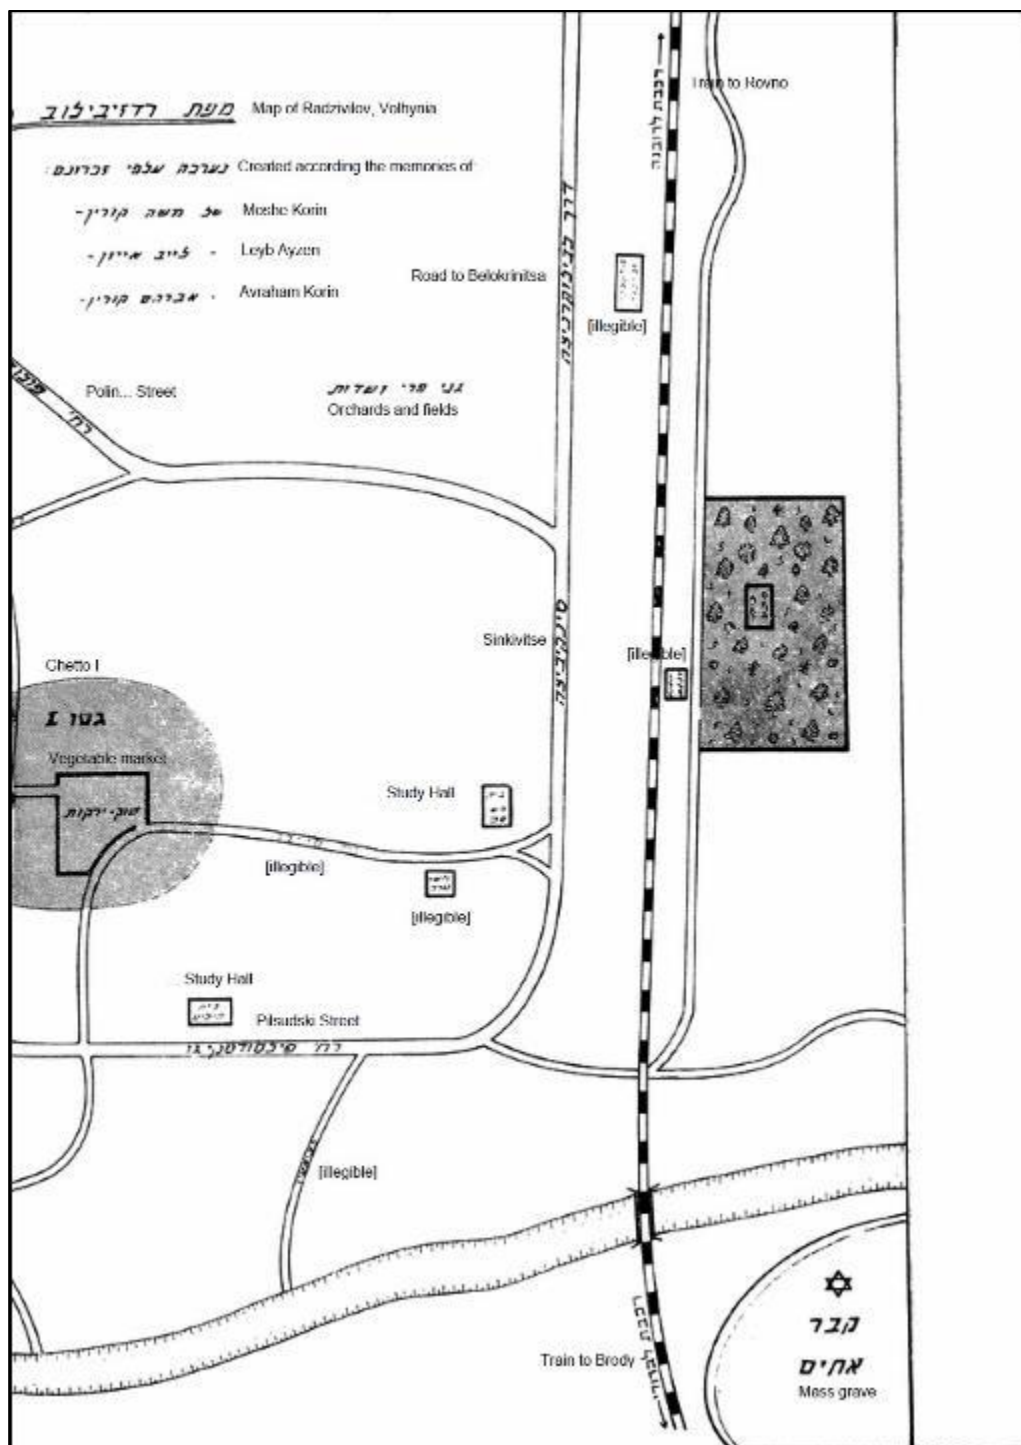 מפת רדזיבילוב Map of Radzivilov, Volhynia
Train to Rovno
רכבת לרובנה
נערכה עלפי זכרונם: Created according the memories of
של משה קורין- Moshe Korin
- לייב אייזן- Leyb Ayzen
- אברהם קורין- Avraham Korin
Road to Belokrinitsa
[illegible]
Polin... Street
רח'
גני פרי ושדות
Orchards and fields
Sinkivitse
[illegible]
Ghetto I
גטו I
Vegetable market
שוק-ירקות
Study Hall
[illegible]
[illegible]
Study Hall
Pilsudski Street
רח' פילסודסקי
[illegible]
Train to Brody
קבר
אחים
Mass grave